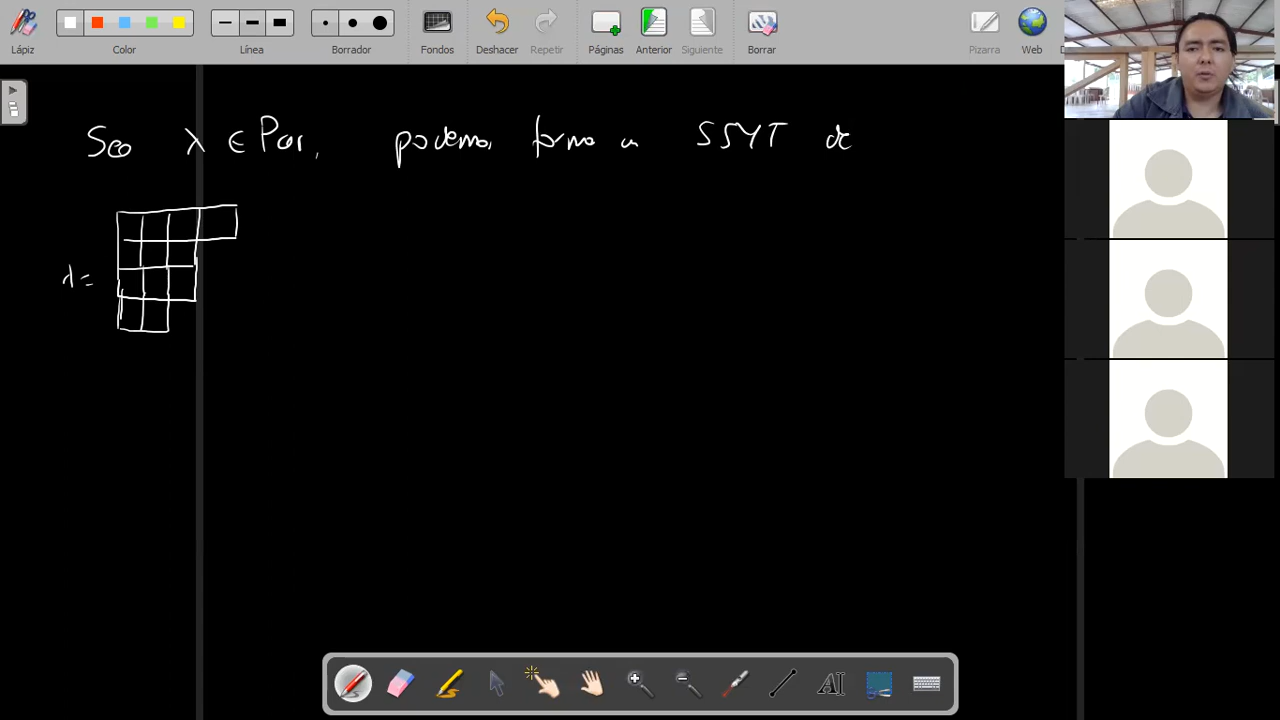 Lápiz Color Línea Borrador Fondos Deshacer Repetir Páginas Anterior Siguiente Borrar Pizarra Web
Sea λ ∈ Par, podemos formar un SSYT de
λ =